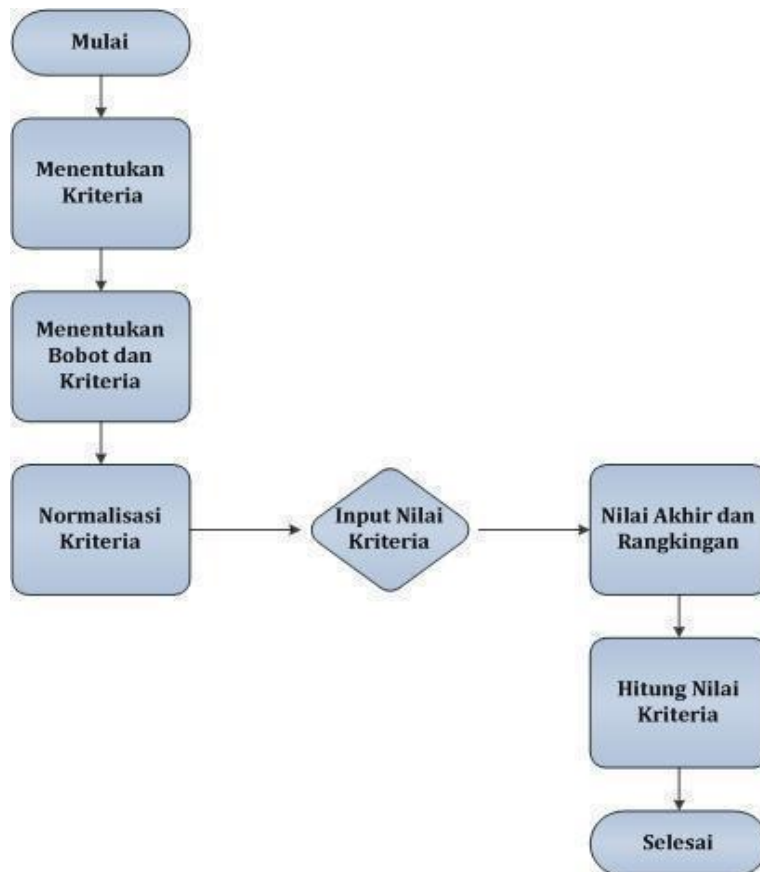 Mulai
Menentukan
Kriteria
Menentukan
Bobot dan
Kriteria
Normalisasi
Kriteria
Input Nilai
Kriteria
Nilai Akhir dan
Rangkingan
Hitung Nilai
Kriteria
Selesai